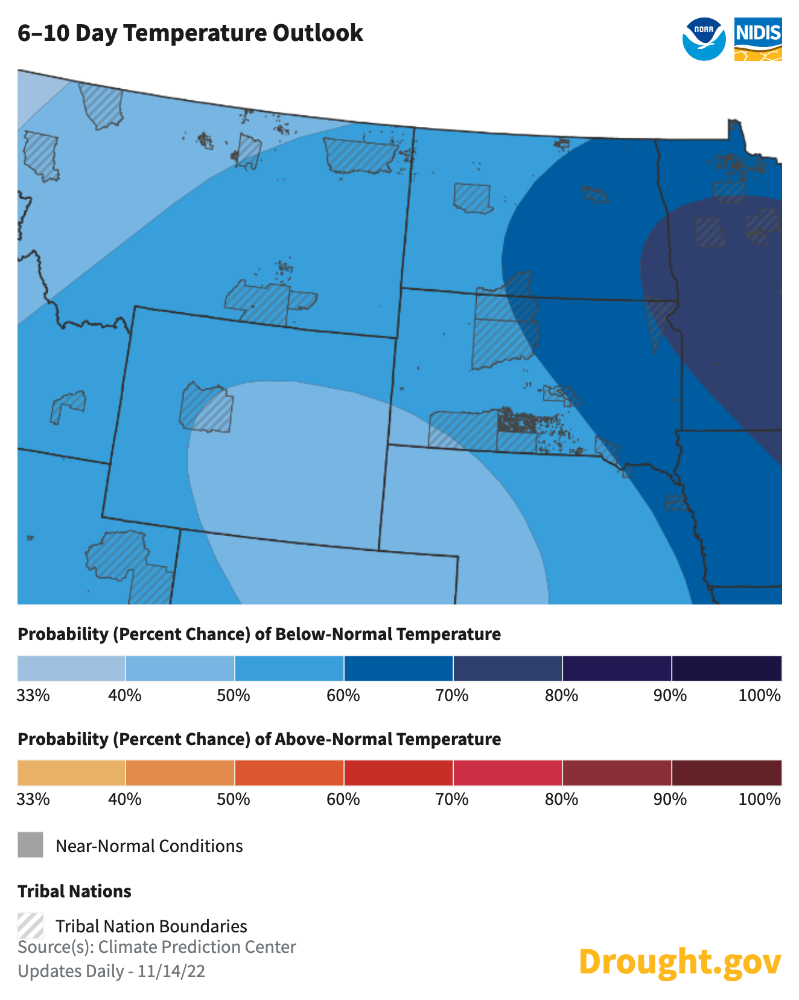 6–10 Day Temperature Outlook
NOAA
NIDIS
Probability (Percent Chance) of Below-Normal Temperature
33% 40% 50% 60% 70% 80% 90% 100%
Probability (Percent Chance) of Above-Normal Temperature
33% 40% 50% 60% 70% 80% 90% 100%
Near-Normal Conditions
Tribal Nations
Tribal Nation Boundaries
Source(s): Climate Prediction Center
Updates Daily - 11/14/22
Drought.gov